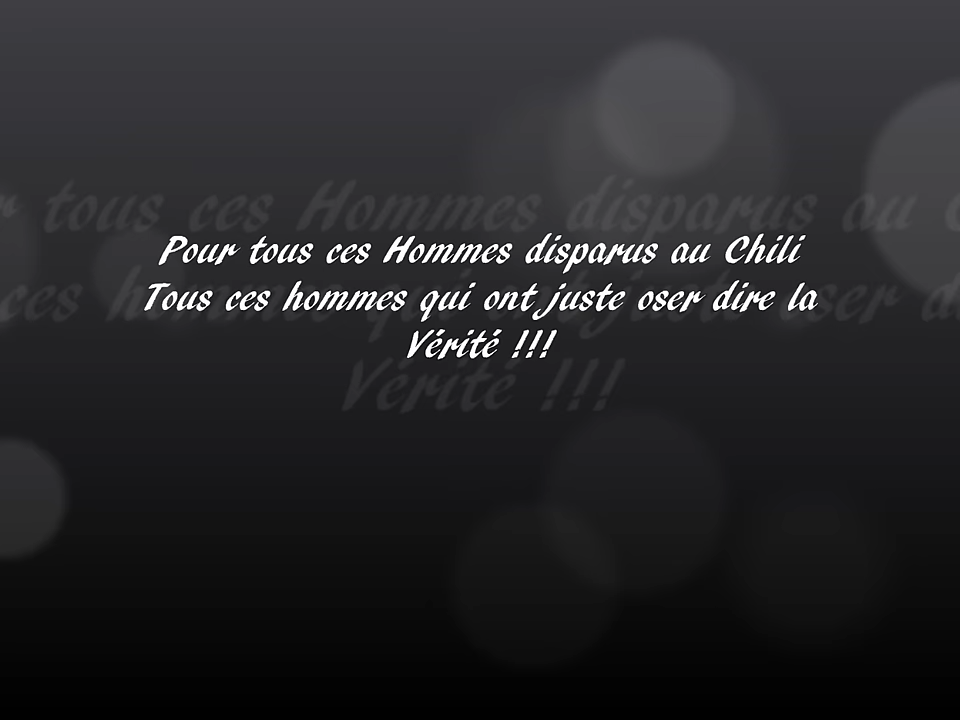 Pour tous ces Hommes disparus au Chili
Tous ces hommes qui ont juste oser dire la
Vérité !!!